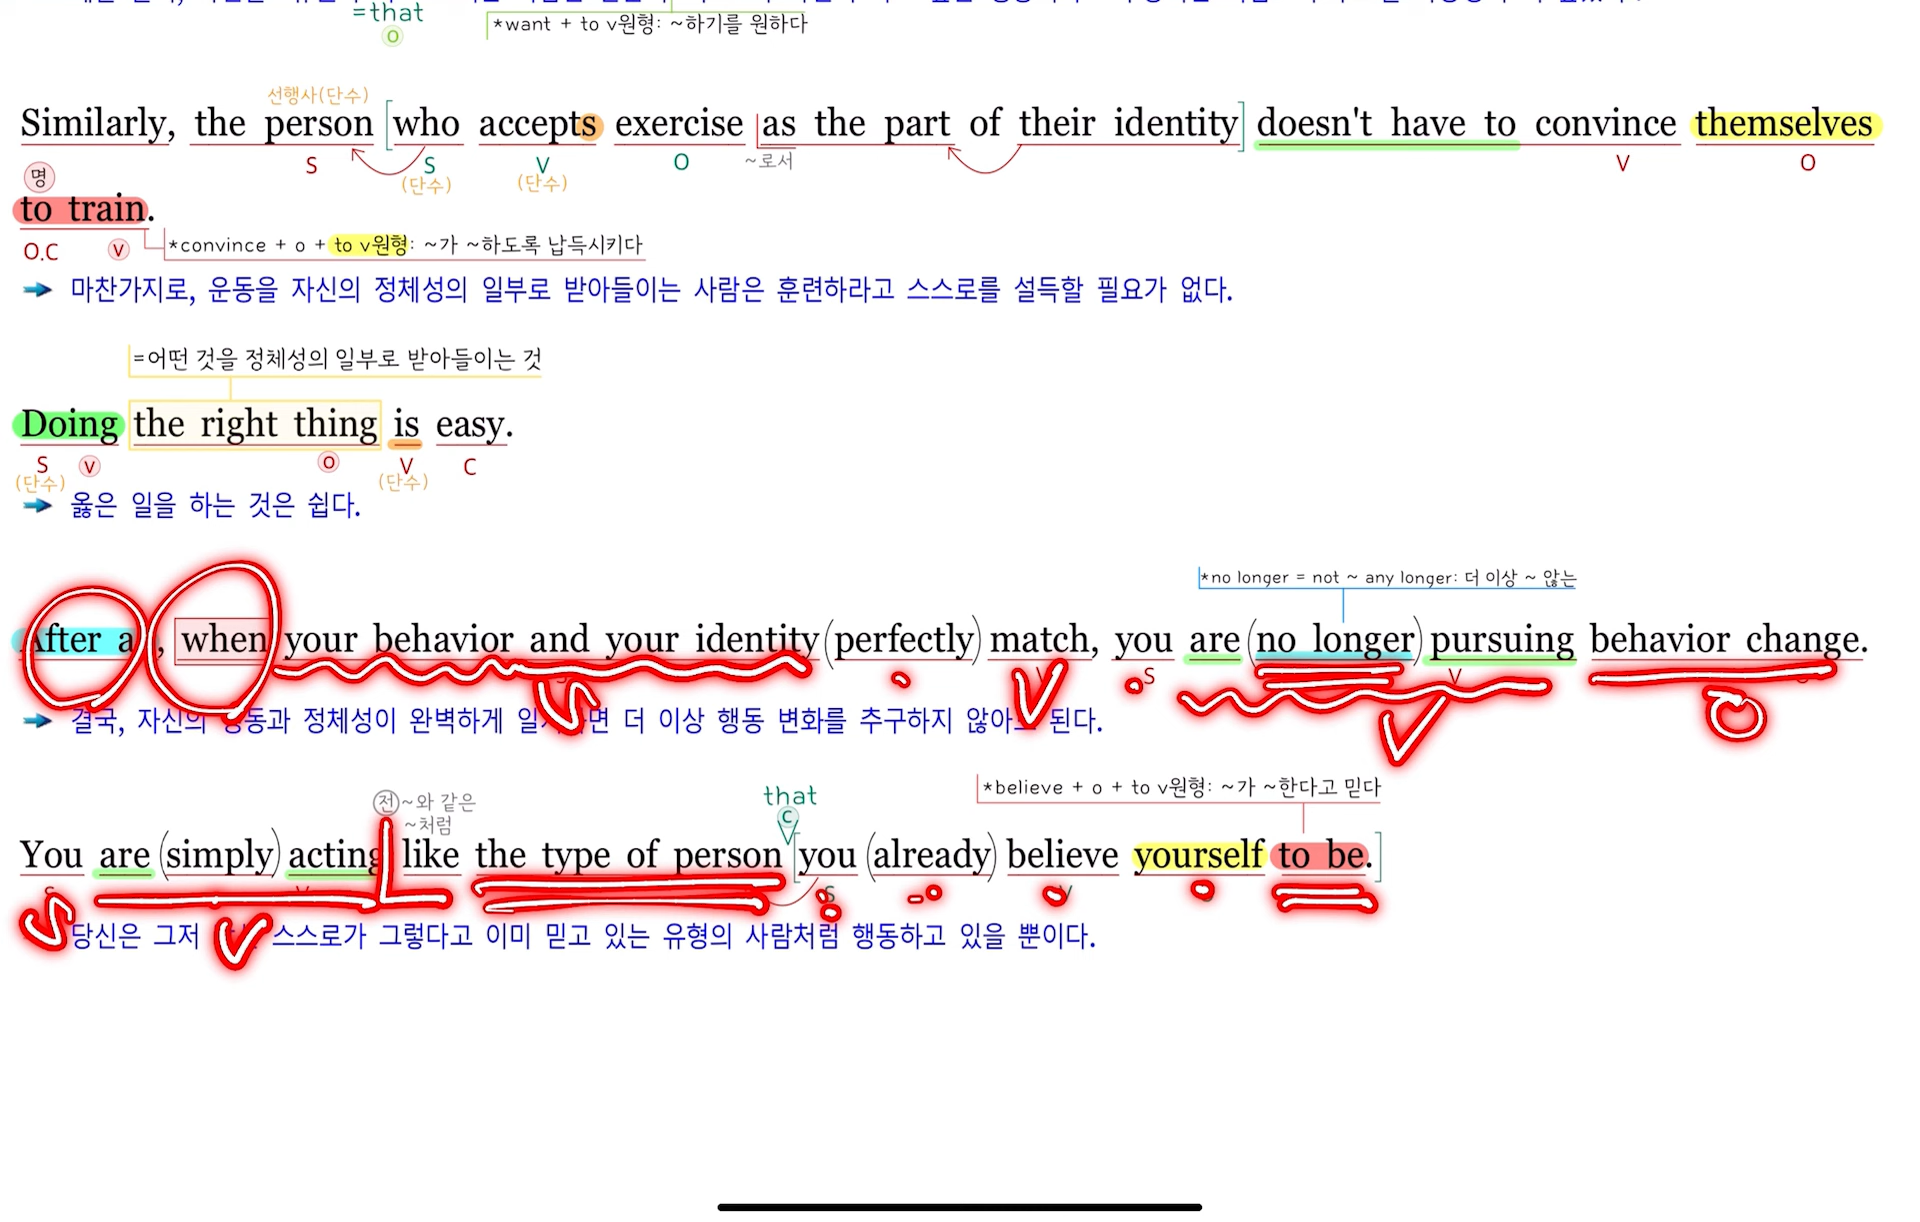 =that
o
*want + to v원형: ~하기를 원하다
선행사(단수)
Similarly, the person [who accepts exercise as the part of their identity] doesn't have to convince themselves
S S V O ~로서 V O
(단수) (단수)
명
to train.
O.C v
*convince + o + to v원형: ~가 ~하도록 납득시키다
마찬가지로, 운동을 자신의 정체성의 일부로 받아들이는 사람은 훈련하라고 스스로를 설득할 필요가 없다.
=어떤 것을 정체성의 일부로 받아들이는 것
Doing the right thing is easy.
S v o V C
(단수) (단수)
옳은 일을 하는 것은 쉽다.
*no longer = not ~ any longer: 더 이상 ~ 않는
After a , when your behavior and your identity (perfectly) match, you are (no longer) pursuing behavior change.
S V
S V V O
결국, 자신의 과 정체성이 완벽하게 더 이상 행동 변화를 추구하지 된다.
*believe + o + to v원형: ~가 ~한다고 믿다
that
전 ~와 같은
~처럼
c
You are (simply) acting like the type of person [you (already) believe yourself to be.]
S V
당신은 그저 스스로가 그렇다고 이미 믿고 있는 유형의 사람처럼 행동하고 있을 뿐이다.